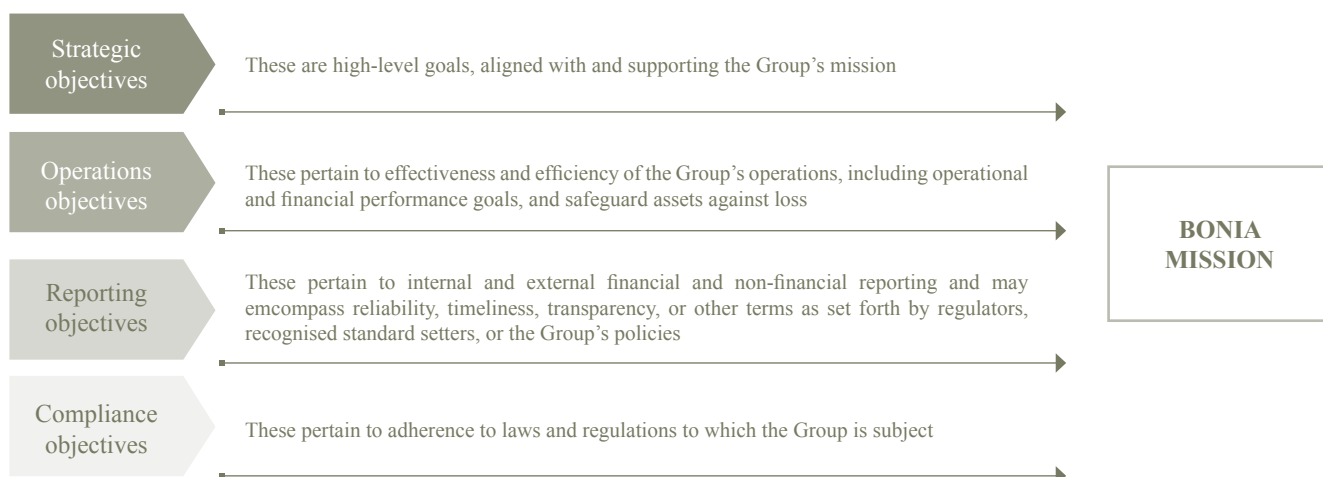 Strategic
objectives
These are high-level goals, aligned with and supporting the Group's mission
Operations
objectives
These pertain to effectiveness and efficiency of the Group's operations, including operational
and financial performance goals, and safeguard assets against loss
Reporting
objectives
These pertain to internal and external financial and non-financial reporting and may
emcompass reliability, timeliness, transparency, or other terms as set forth by regulators,
recognised standard setters, or the Group's policies
Compliance
objectives
These pertain to adherence to laws and regulations to which the Group is subject
BONIA
MISSION